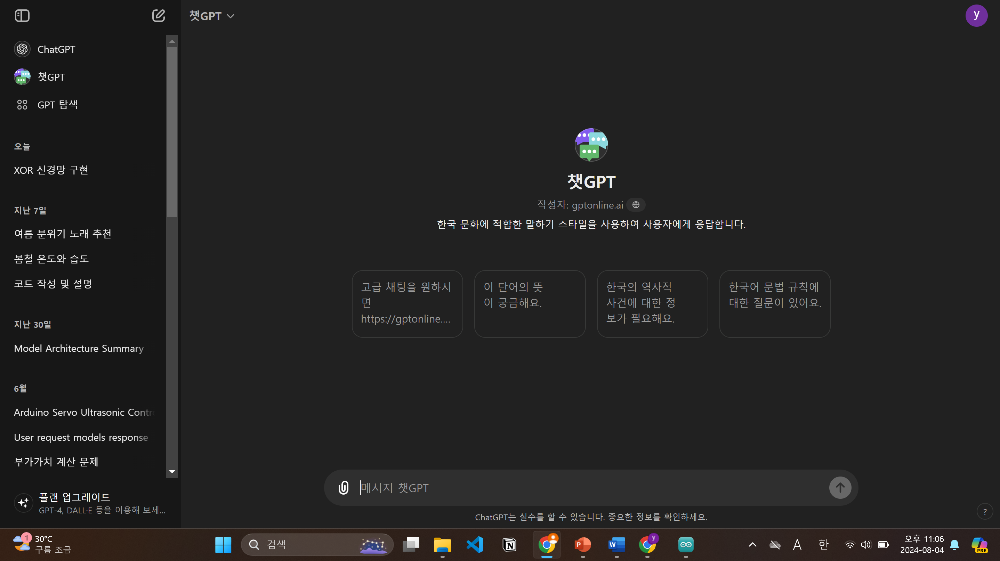 챗GPT
y
ChatGPT
챗GPT
GPT 탐색
오늘
XOR 신경망 구현
지난 7일
여름 분위기 노래 추천
봄철 온도와 습도
코드 작성 및 설명
지난 30일
Model Architecture Summary
6월
Arduino Servo Ultrasonic Contro
User request models response
부가가치 계산 문제
플랜 업그레이드
GPT-4, DALL·E 등을 이용해 보세...
챗GPT
작성자: gptonline.ai
한국 문화에 적합한 말하기 스타일을 사용하여 사용자에게 응답합니다.
고급 채팅을 원하시
면
https://gptonline....
이 단어의 뜻
이 궁금해요.
한국의 역사적
사건에 대한 정
보가 필요해요.
한국어 문법 규칙에
대한 질문이 있어요.
메시지 챗GPT
ChatGPT는 실수를 할 수 있습니다. 중요한 정보를 확인하세요.
?
1
30°C
구름 조금
검색
N
P
W
y
A
한
오후 11:06
2024-08-04
PRE